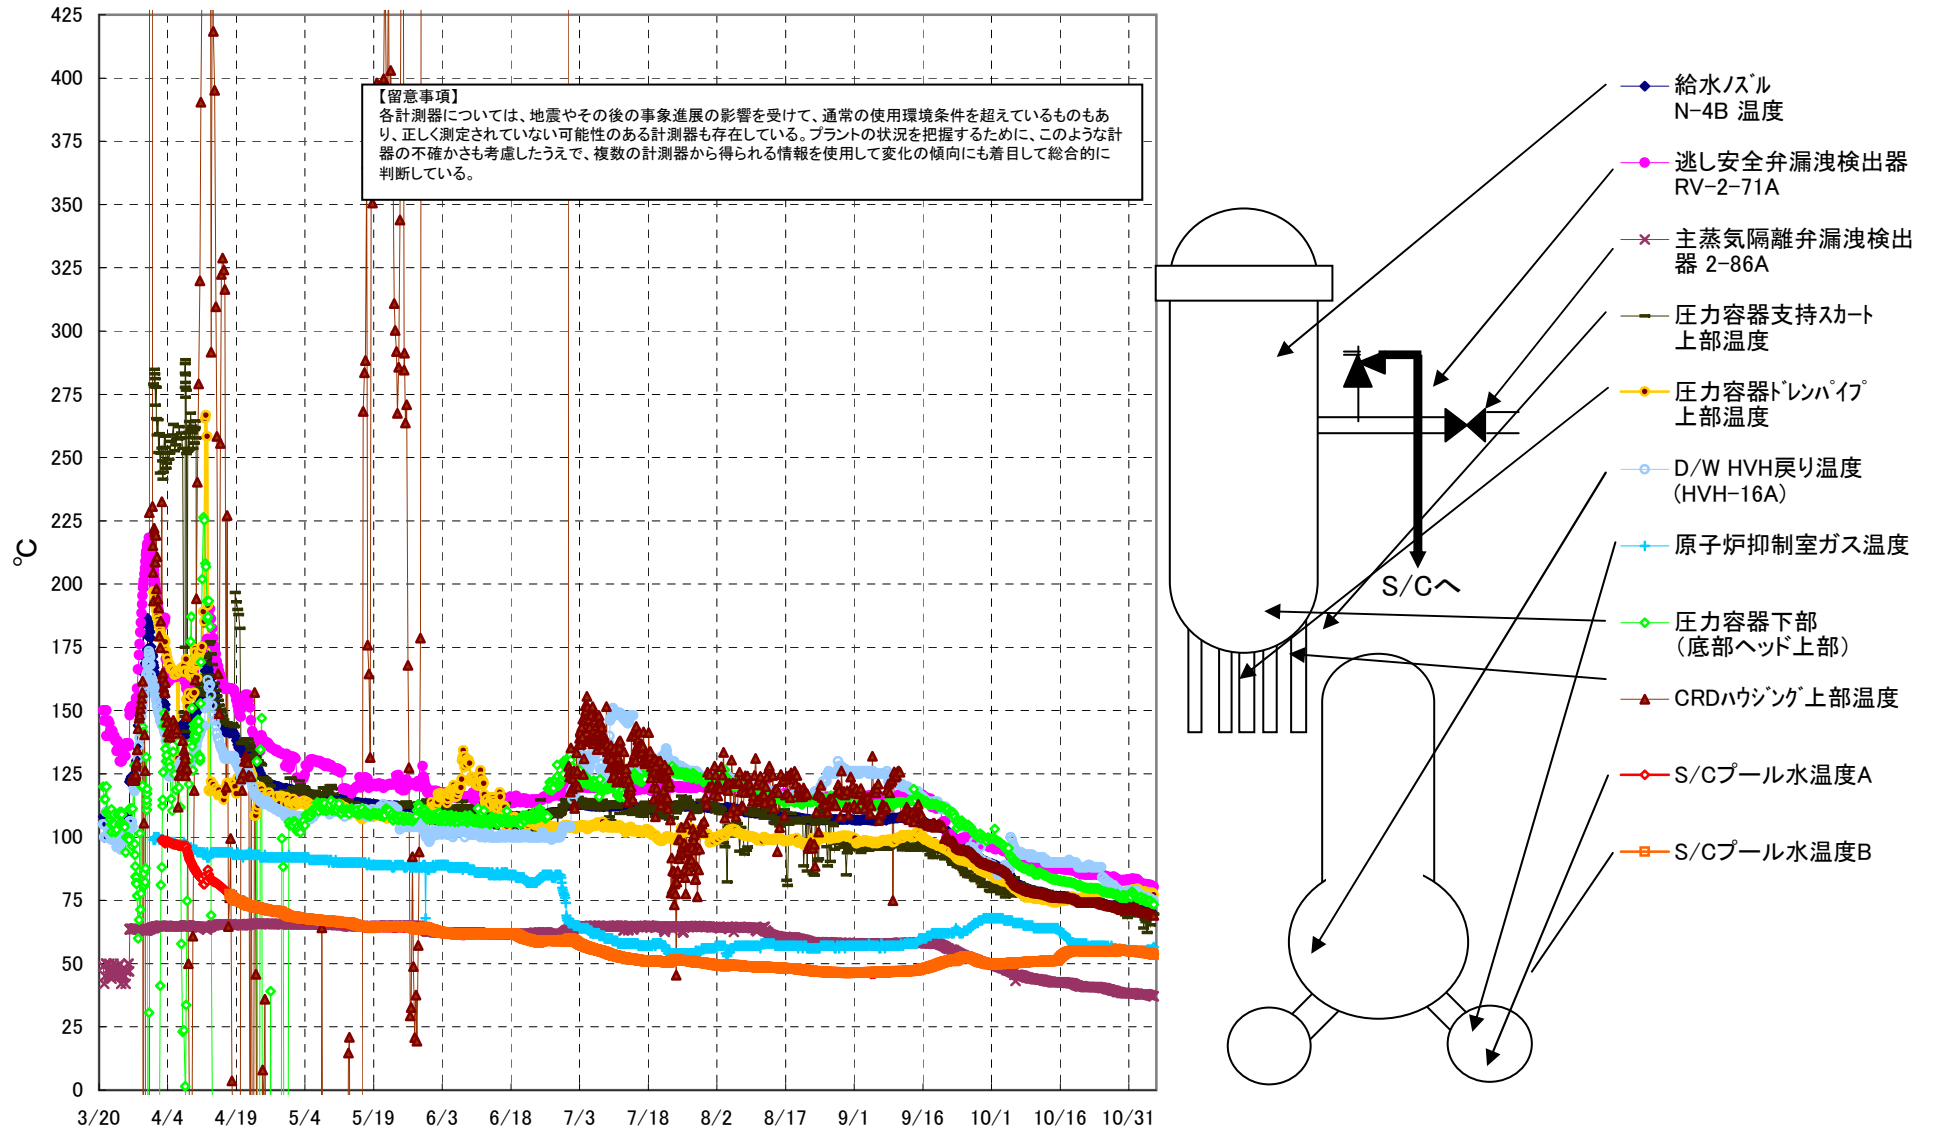 425
400
375
350
325
300
275
250
225
200
175
150
125
100
75
50
25
0
℃
3/20 4/4 4/19 5/4 5/19 6/3 6/18 7/3 7/18 8/2 8/17 9/1 9/16 10/1 10/16 10/31
【留意事項】
各計測器については、地震やその後の事象進展の影響を受けて、通常の使用環境条件を超えているものもあ
り、正しく測定されていない可能性のある計測器も存在している。プラントの状況を把握するために、このような計
器の不確かさも考慮したうえで、複数の計測器から得られる情報を使用して変化の傾向にも着目して総合的に
判断している。
S/Cへ
給水ﾉｽﾞﾙ
N-4B 温度
逃し安全弁漏洩検出器
RV-2-71A
主蒸気隔離弁漏洩検出
器 2-86A
圧力容器支持ｽｶｰﾄ
上部温度
圧力容器ﾄﾞﾚﾝﾊﾟｲﾌﾟ
上部温度
D/W HVH戻り温度
(HVH-16A)
原子炉抑制室ガス温度
圧力容器下部
（底部ヘッド上部）
CRDﾊｳｼﾞﾝｸﾞ上部温度
S/Cプール水温度A
S/Cプール水温度B